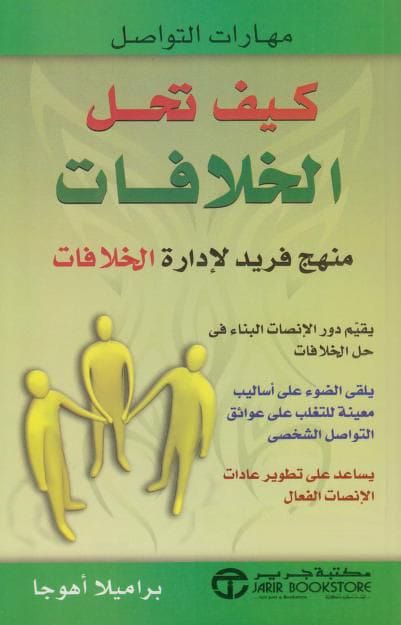 مهارات التواصل
كيف تحل
الخلافات
منهج فريد لإدارة الخلافات
يقيّم دور الإنصات البناء فى
حل الخلافات
يلقى الضوء على أساليب
معينة للتغلب على عوائق
التواصل الشخصى
يساعد على تطوير عادات
الإنصات الفعال
براميلا أهوجا
مكتبة جرير
JARIR BOOKSTORE